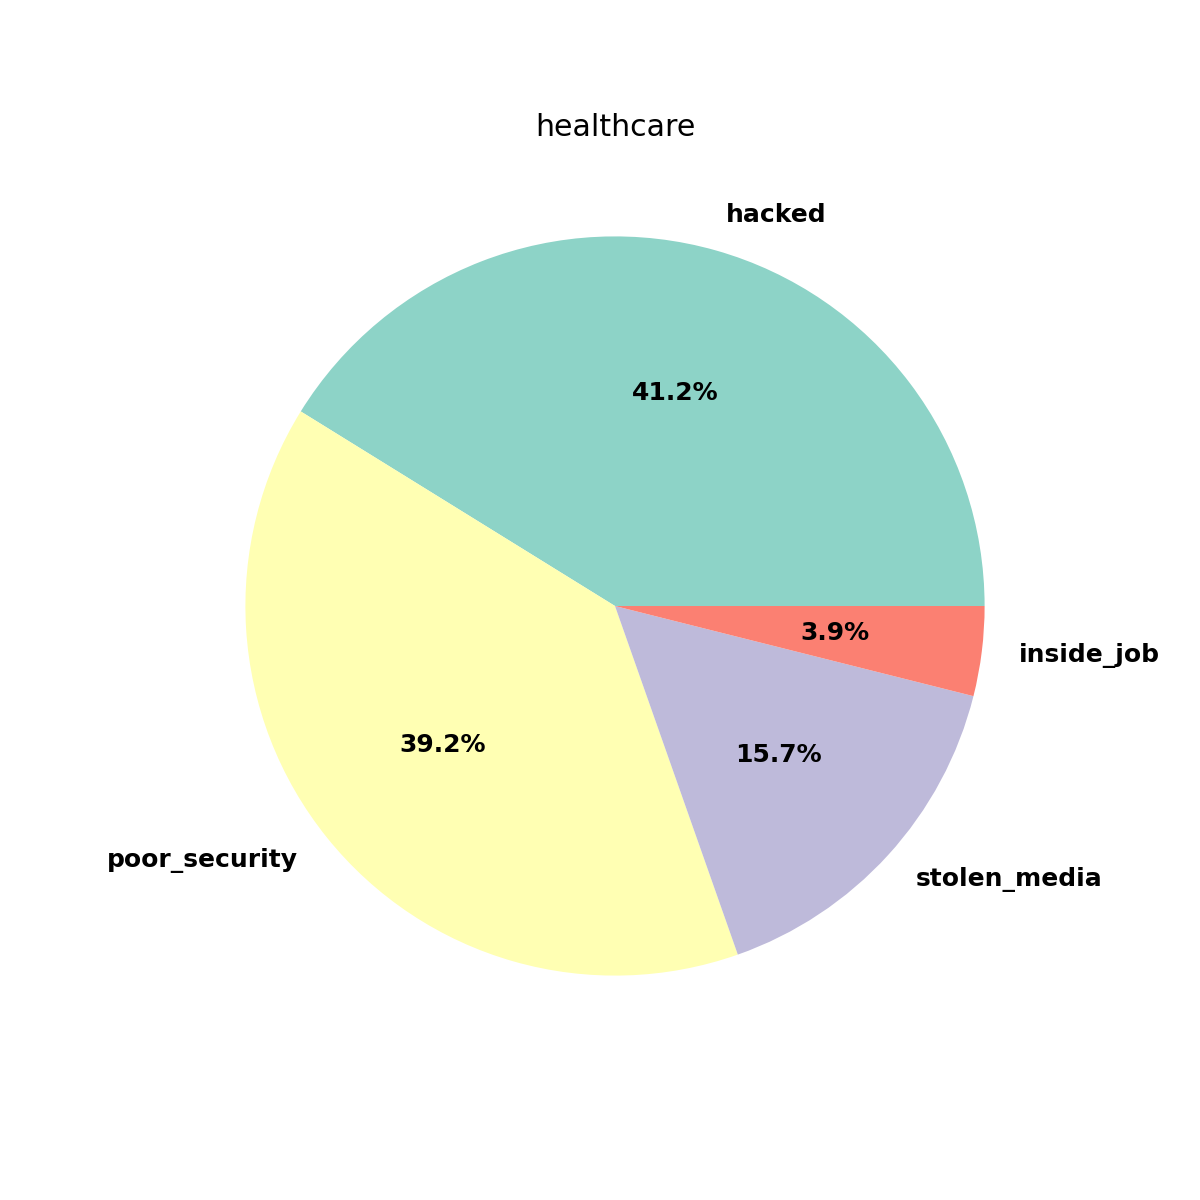 healthcare
hacked
41.2%
3.9%
inside_job
39.2%
15.7%
poor_security
stolen_media